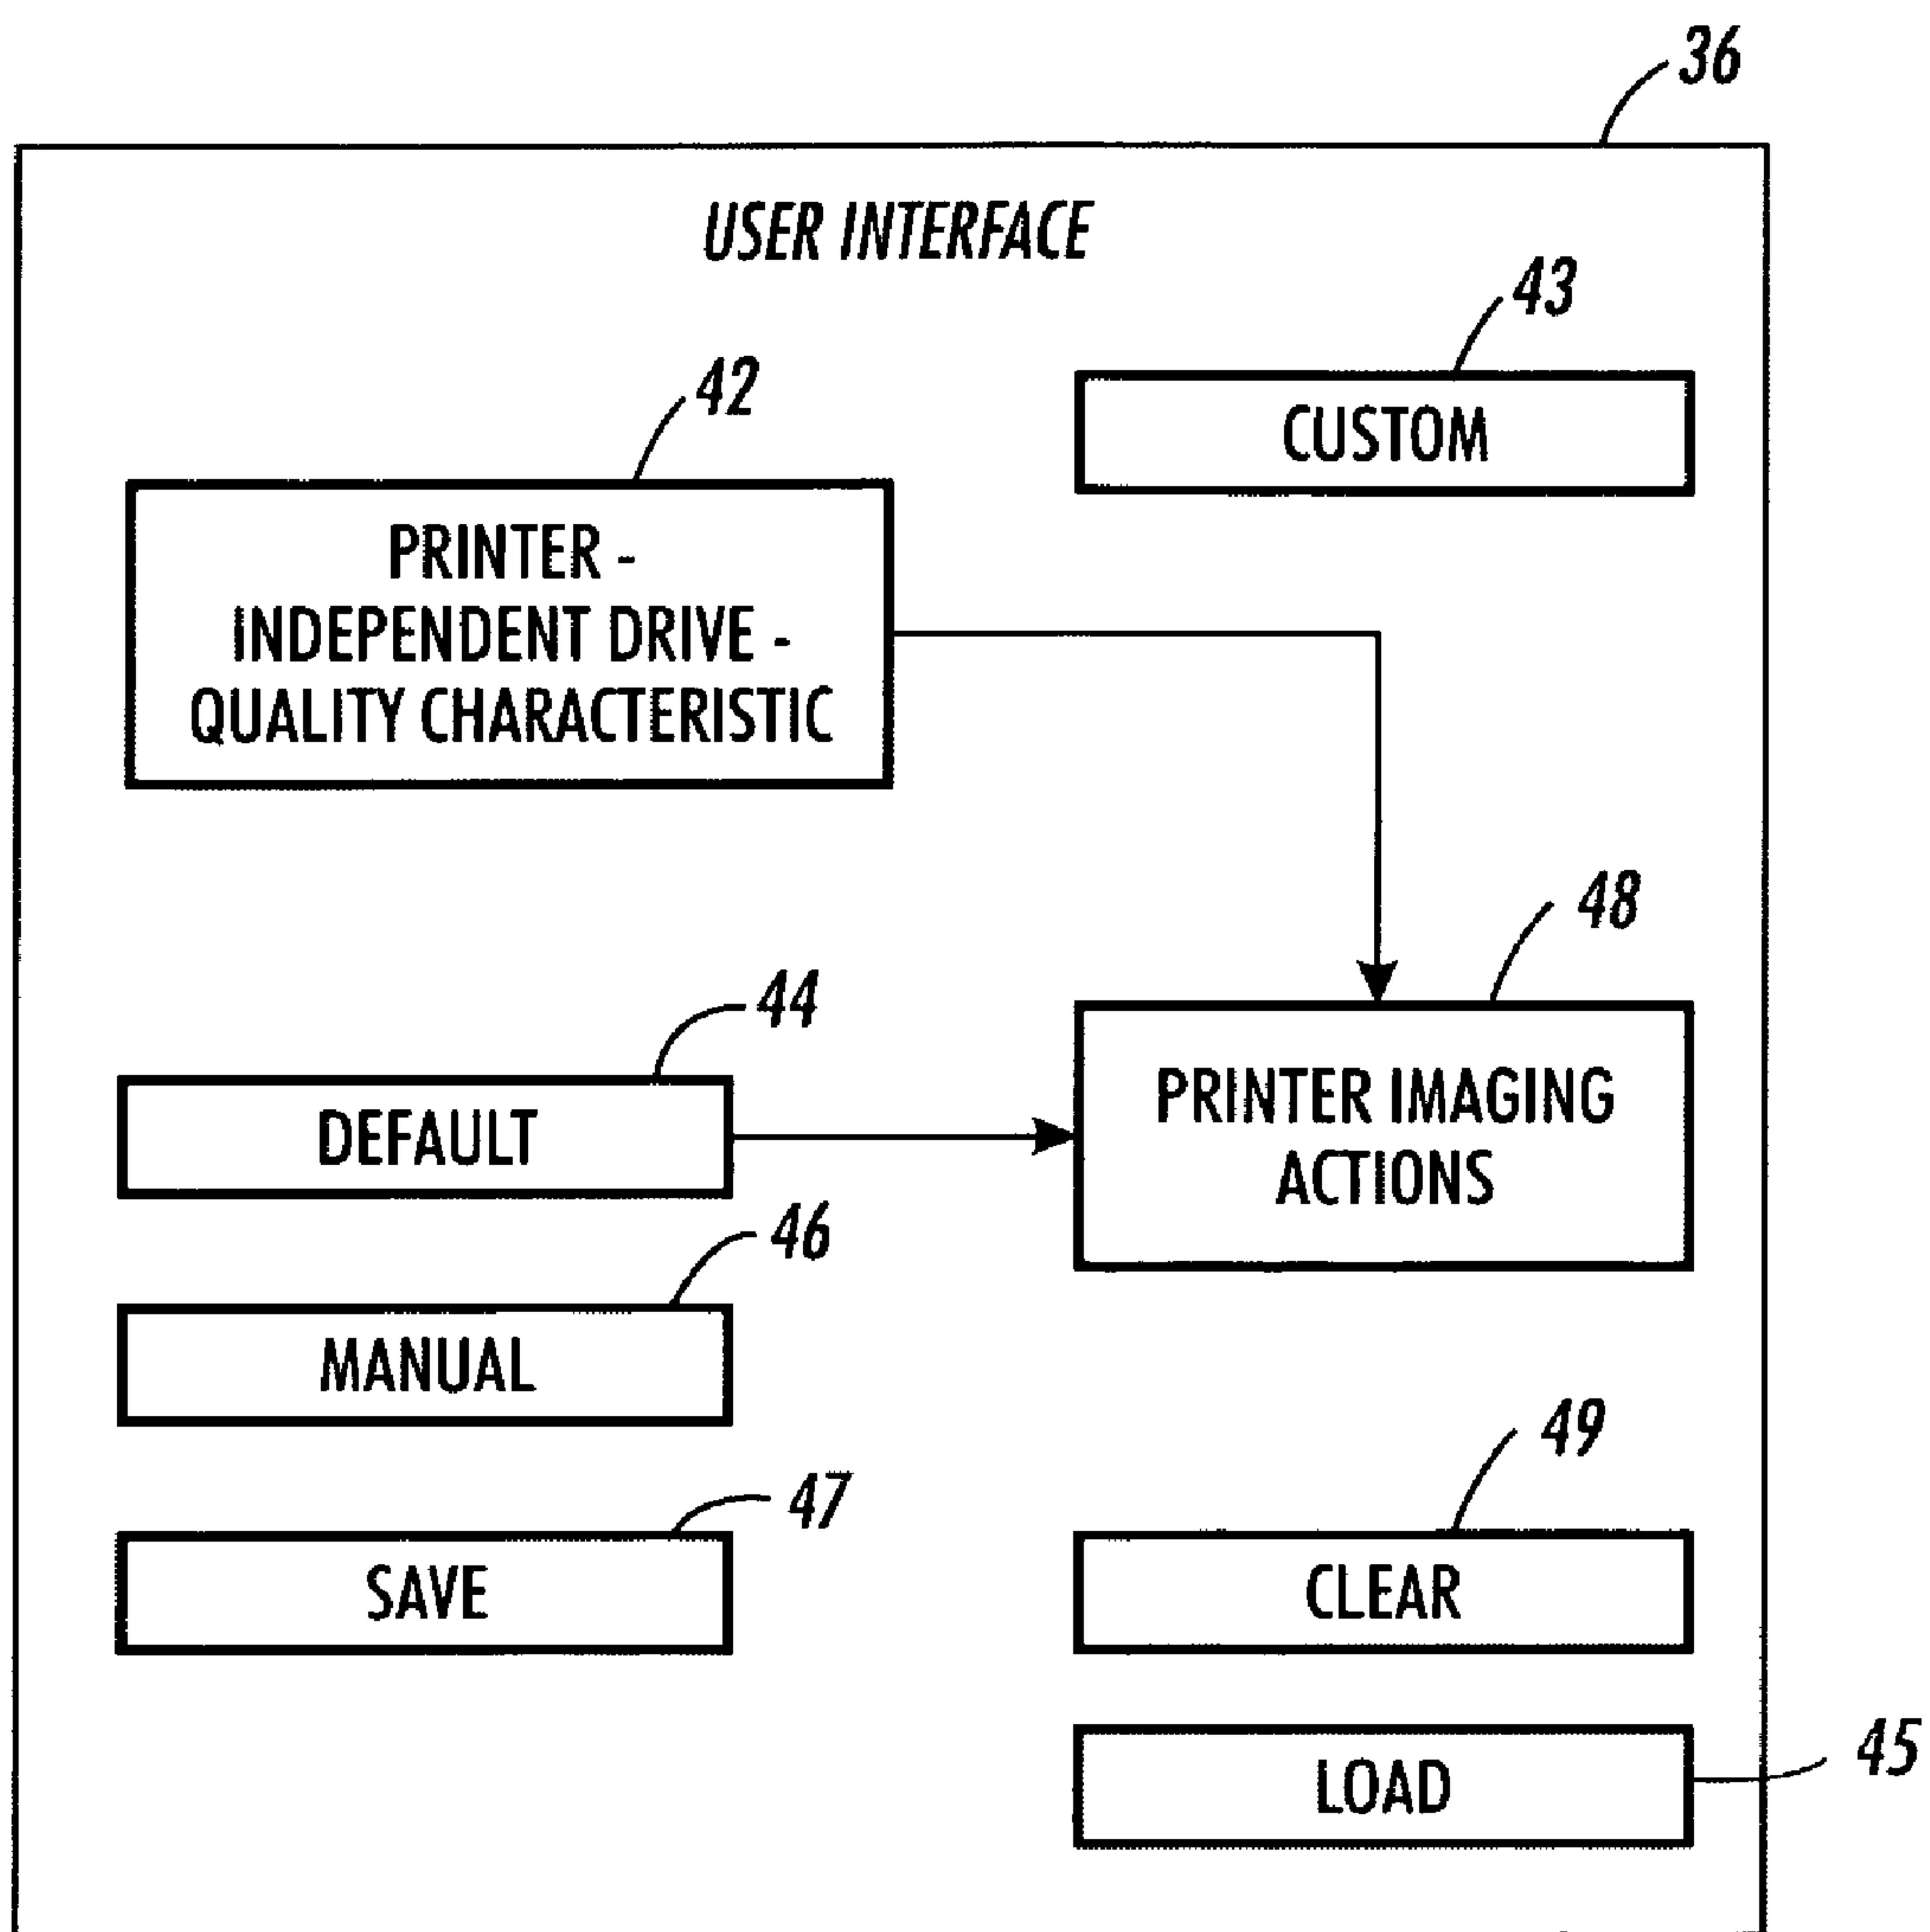 36
USER INTERFACE
43
CUSTOM
42
PRINTER -
INDEPENDENT DRIVE -
QUALITY CHARACTERISTIC
48
44
DEFAULT
PRINTER IMAGING
ACTIONS
46
MANUAL
49
47
SAVE
CLEAR
45
LOAD